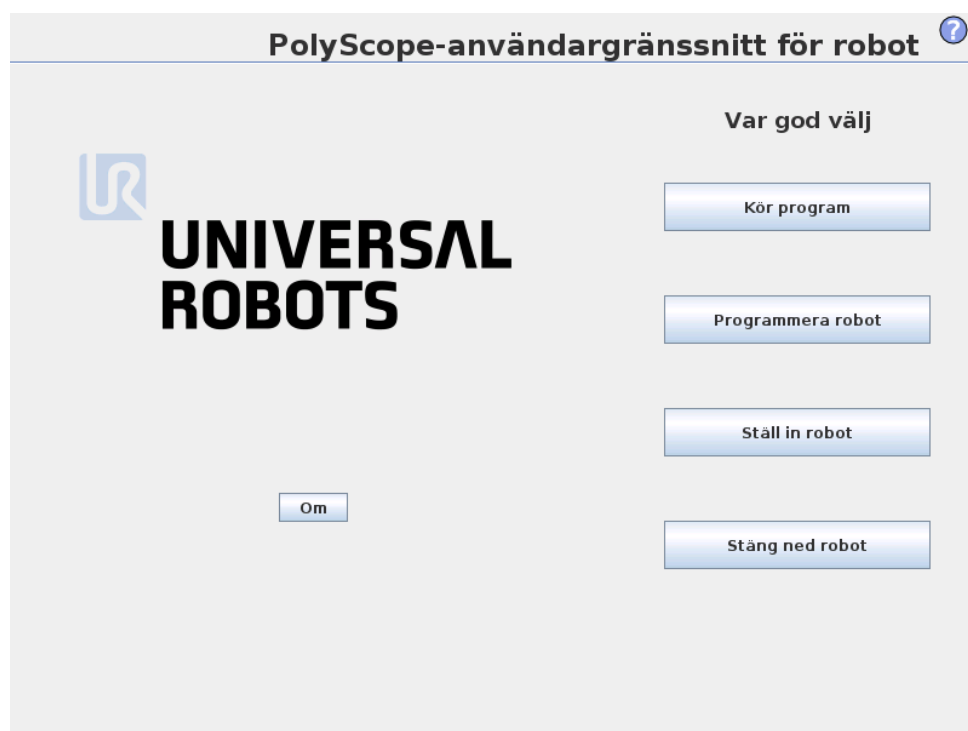 PolyScope-användargränssnitt för robot
?
Var god välj
UR
UNIVERSAL
ROBOTS
Kör program
Programmera robot
Ställ in robot
Om
Stäng ned robot